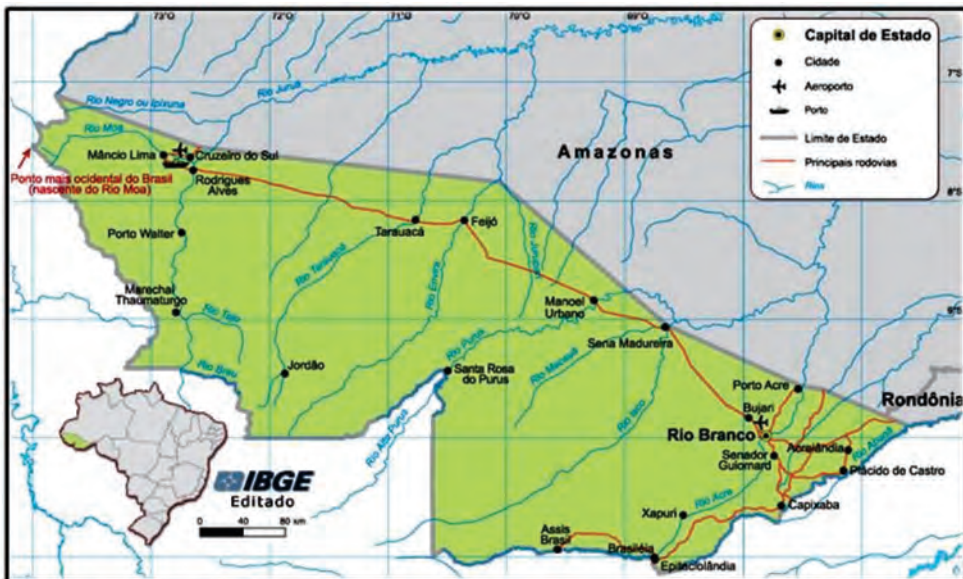 73°O 72°O 71°O 70°O 69°O
Capital de Estado
Cidade
Aeroporto
Porto
Limite de Estado
Principais rodovias
Rios
7°S
8°S
9°S
Rio Juruá
Rio Negro ou Ipixuna
Rio Moa
Mâncio Lima
Cruzeiro do Sul
Amazonas
Ponto mais ocidental do Brasil
(nascente do Rio Moa)
Rodrigues
Alves
Tarauacá
Feijó
Porto Walter
Rio Tarauacá
Rio Envira
Rio Jurupari
Marechal
Thaumaturgo
Rio Tejo
Manoel
Urbano
Sena Madureira
Rio Purus
Rio Macauã
Rio Breu
Jordão
Santa Rosa
do Purus
Porto Acre
Rondônia
Rio Iaco
Bujari
Rio Branco
Rio Alto Purus
Senador
Guiomard
Acrelândia
Rio Abunã
Plácido de Castro
IBGE
Editado
0 40 80 km
Rio Acre
Xapuri
Capixaba
Assis
Brasil
Brasiléia
Epitaciolândia